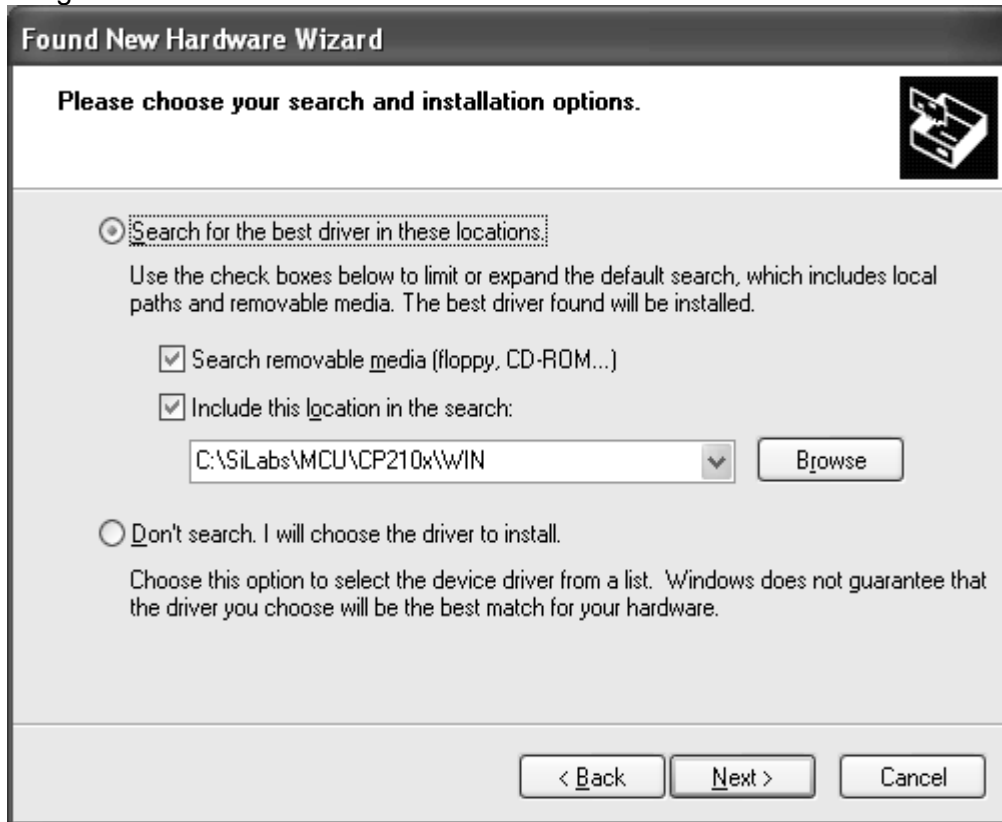 Found New Hardware Wizard
Please choose your search and installation options.
Search for the best driver in these locations.
Use the check boxes below to limit or expand the default search, which includes local
paths and removable media. The best driver found will be installed.
Search removable media (floppy, CD-ROM...)
Include this location in the search:
C:\SiLabs\MCU\CP210x\WIN
Browse
Don't search. I will choose the driver to install.
Choose this option to select the device driver from a list. Windows does not guarantee that
the driver you choose will be the best match for your hardware.
< Back
Next >
Cancel